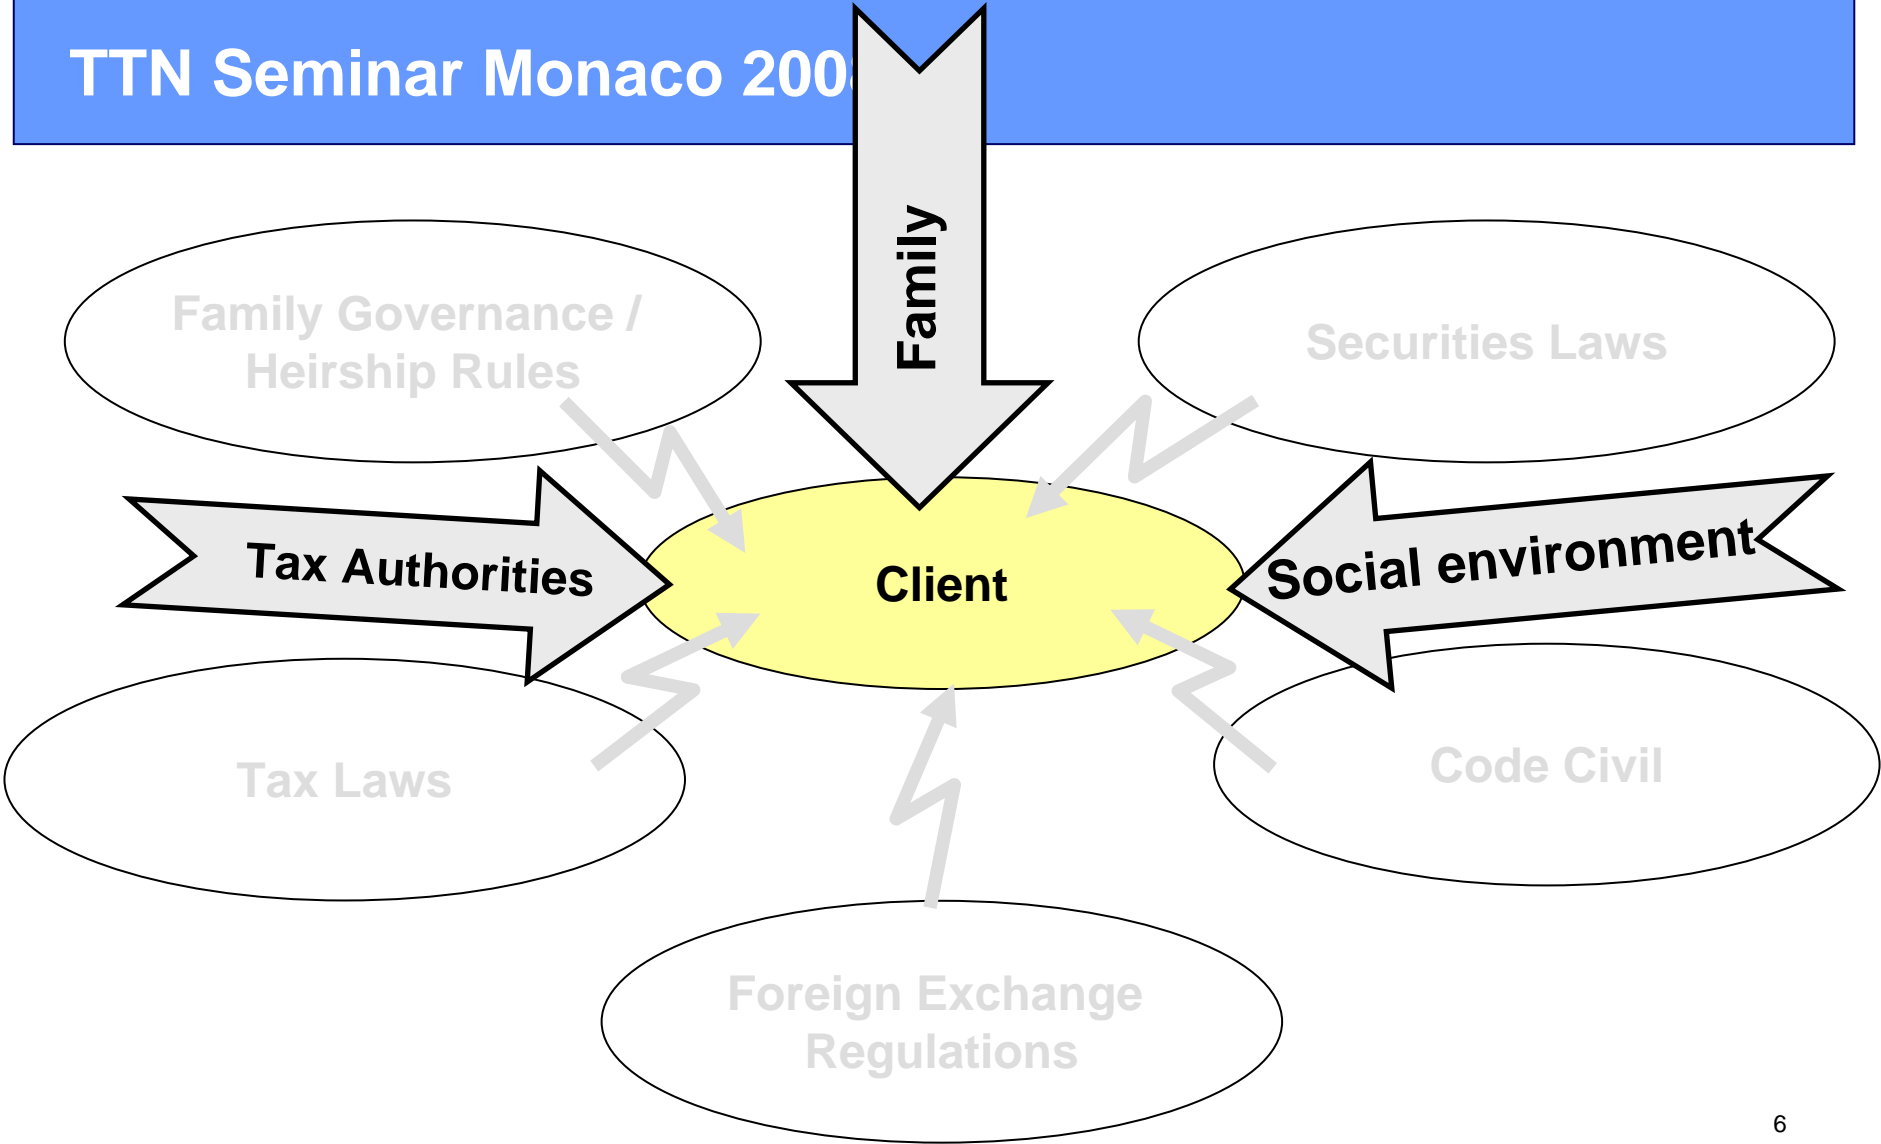 TTN Seminar Monaco 2008
Family
Family Governance /
Heirship Rules
Securities Laws
Tax Authorities
Client
Social environment
Tax Laws
Code Civil
Foreign Exchange
Regulations
6